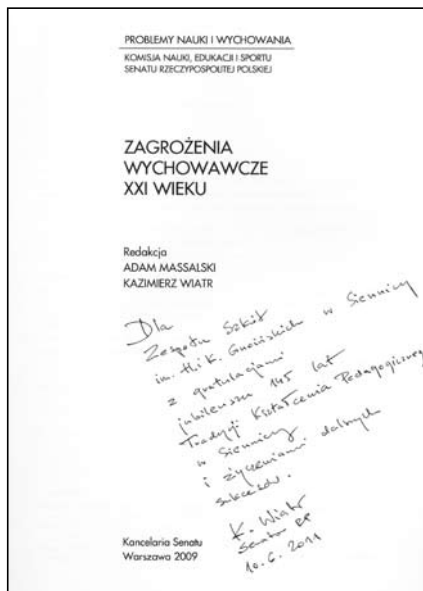 PROBLEMY NAUKI I WYCHOWANIA
KOMISJA NAUKI, EDUKACJI I SPORTU
SENATU RZECZYPOSPOLITEJ POLSKIEJ
ZAGROŻENIA
WYCHOWAWCZE
XXI WIEKU
Redakcja
ADAM MASSALSKI
KAZIMIERZ WIATR
Dla
Zespołu Szkół
im. H. i K. Gnoińskich w Siennicy
z gratulacjami
jubileuszu 145 lat
Tradycji Kształcenia Pedagogicznego
w Siennicy
i życzeniami dalszych
sukcesów.
K. Wiatr
Senator RP
10.6.2011
Kancelaria Senatu
Warszawa 2009